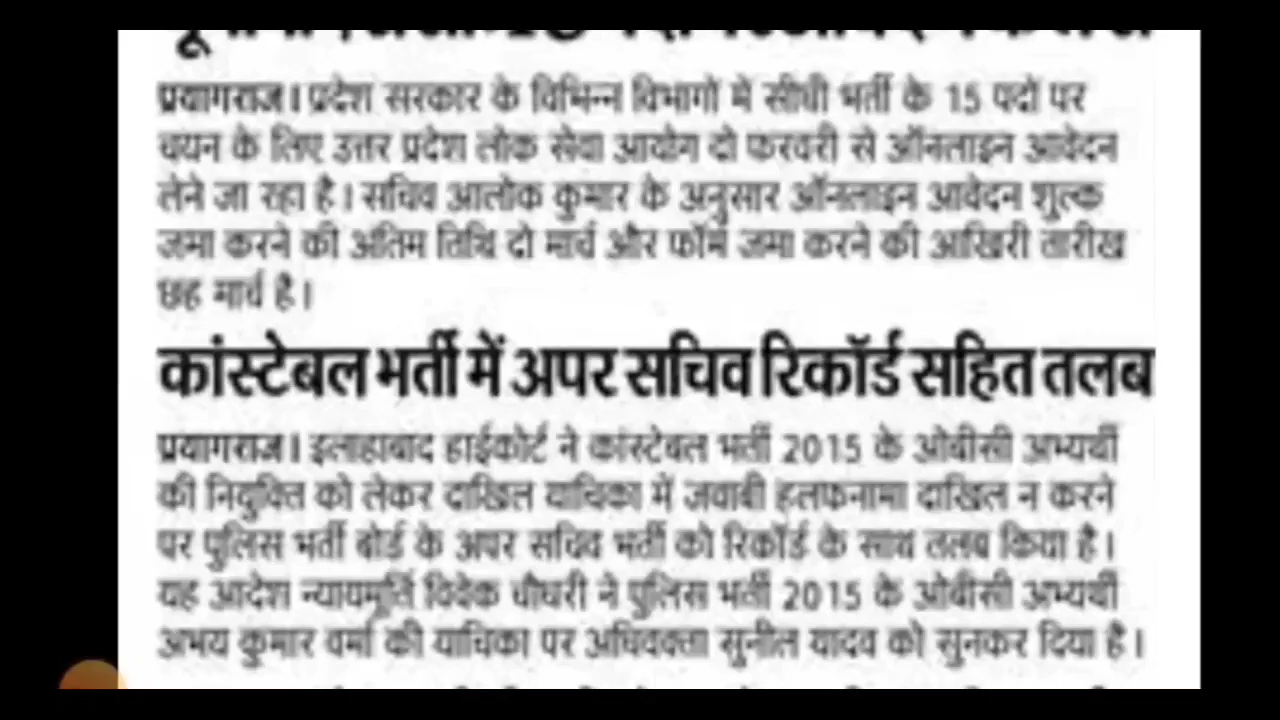 प्रयागराज। प्रदेश सरकार के विभिन्न विभागों में सीधी भर्ती के 15 पदों पर
चयन के लिए उत्तर प्रदेश लोक सेवा आयोग दो फरवरी से ऑनलाइन आवेदन
लेने जा रहा है। सचिव आलोक कुमार के अनुसार ऑनलाइन आवेदन शुल्क
जमा करने की अंतिम तिथि दो मार्च और फॉर्म जमा करने की आखिरी तारीख
छह मार्च है।
कांस्टेबल भर्ती में अपर सचिव रिकॉर्ड सहित तलब
प्रयागराज। इलाहाबाद हाईकोर्ट ने कांस्टेबल भर्ती 2015 के ओबीसी अभ्यर्थी
की नियुक्ति को लेकर दाखिल याचिका में जवाबी हलफनामा दाखिल न करने
पर पुलिस भर्ती बोर्ड के अपर सचिव भर्ती को रिकॉर्ड के साथ तलब किया है।
यह आदेश न्यायमूर्ति विवेक चौधरी ने पुलिस भर्ती 2015 के ओबीसी अभ्यर्थी
अभय कुमार वर्मा की याचिका पर अधिवक्ता सुनील यादव को सुनकर दिया है।